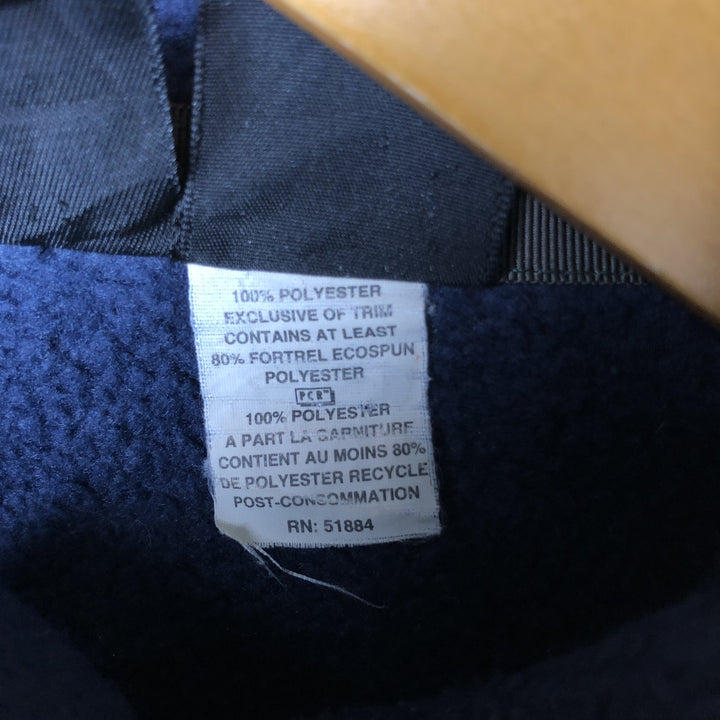 100% POLYESTER
EXCLUSIVE OF TRIM
CONTAINS AT LEAST
80% FORTREL ECOSPUN
POLYESTER
PCR™
100% POLYESTER
A PART LA GARNITURE
CONTIENT AU MOINS 80%
DE POLYESTER RECYCLE
POST-CONSOMMATION
RN: 51884